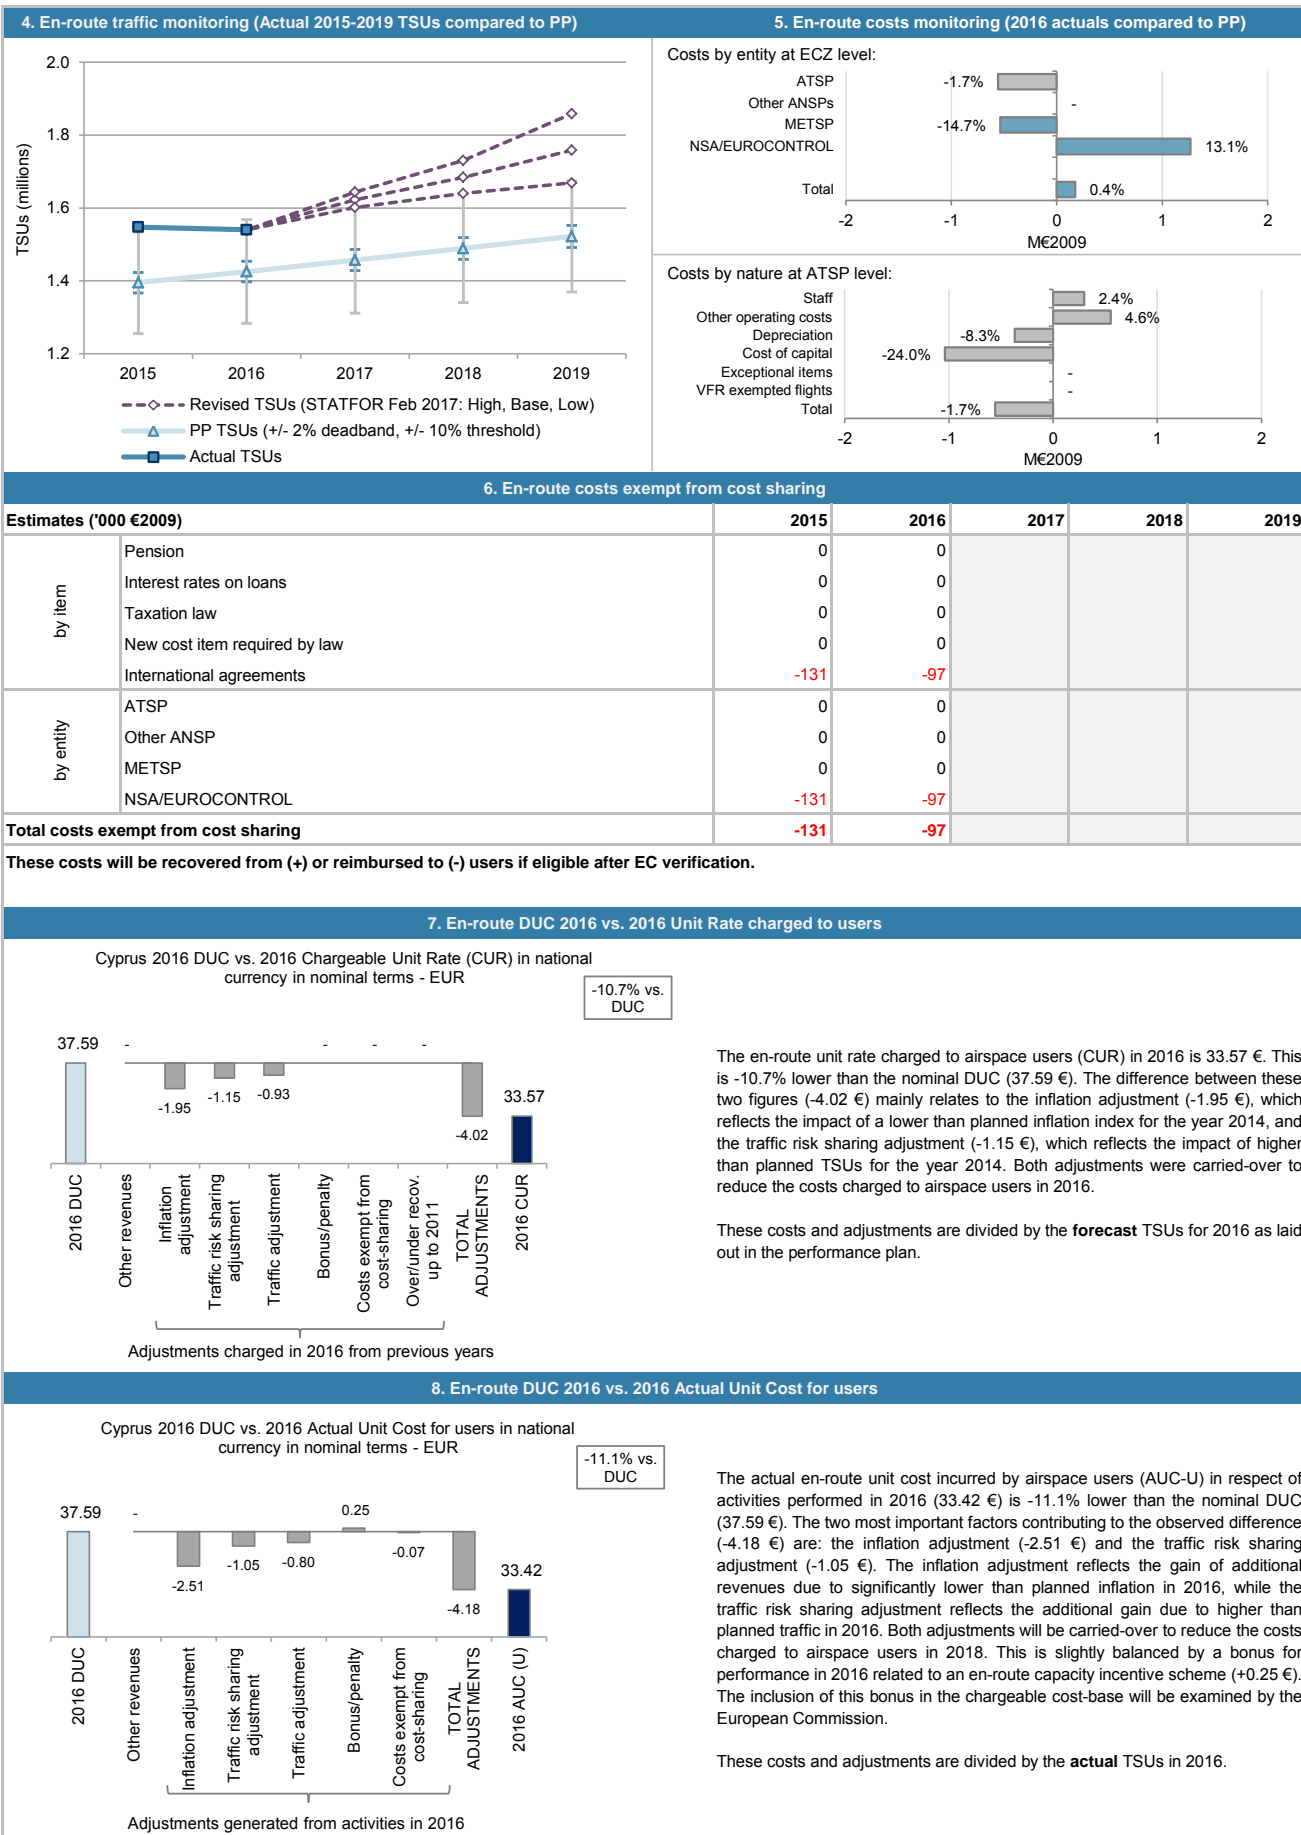 4. En-route traffic monitoring (Actual 2015-2019 TSUs compared to PP)
2.0
1.8
1.6
1.4
1.2
TSUs (millions)
2015 2016 2017 2018 2019
Revised TSUs (STATFOR Feb 2017: High, Base, Low)
PP TSUs (+/- 2% deadband, +/- 10% threshold)
Actual TSUs
5. En-route costs monitoring (2016 actuals compared to PP)
Costs by entity at ECZ level:
ATSP -1.7%
Other ANSPs -
METSP -14.7%
NSA/EUROCONTROL 13.1%
Total 0.4%
-2 -1 0 1 2
M€2009
Costs by nature at ATSP level:
Staff 2.4%
Other operating costs 4.6%
Depreciation -8.3%
Cost of capital -24.0%
Exceptional items -
VFR exempted flights -
Total -1.7%
-2 -1 0 1 2
M€2009
6. En-route costs exempt from cost sharing
Estimates ('000 €2009) 2015 2016 2017 2018 2019
by item
Pension 0 0
Interest rates on loans 0 0
Taxation law 0 0
New cost item required by law 0 0
International agreements -131 -97
by entity
ATSP 0 0
Other ANSP 0 0
METSP 0 0
NSA/EUROCONTROL -131 -97
Total costs exempt from cost sharing -131 -97
These costs will be recovered from (+) or reimbursed to (-) users if eligible after EC verification.
7. En-route DUC 2016 vs. 2016 Unit Rate charged to users
Cyprus 2016 DUC vs. 2016 Chargeable Unit Rate (CUR) in national
currency in nominal terms - EUR
-10.7% vs.
DUC
37.59 - -1.95 -1.15 -0.93 - - - -4.02 33.57
2016 DUC
Other revenues
Inflation
adjustment
Traffic risk sharing
adjustment
Traffic adjustment
Bonus/penalty
Costs exempt from
cost-sharing
Over/under recov.
up to 2011
TOTAL
ADJUSTMENTS
2016 CUR
Adjustments charged in 2016 from previous years
The en-route unit rate charged to airspace users (CUR) in 2016 is 33.57 €. This
is -10.7% lower than the nominal DUC (37.59 €). The difference between these
two figures (-4.02 €) mainly relates to the inflation adjustment (-1.95 €), which
reflects the impact of a lower than planned inflation index for the year 2014, and
the traffic risk sharing adjustment (-1.15 €), which reflects the impact of higher
than planned TSUs for the year 2014. Both adjustments were carried-over to
reduce the costs charged to airspace users in 2016.
These costs and adjustments are divided by the forecast TSUs for 2016 as laid
out in the performance plan.
8. En-route DUC 2016 vs. 2016 Actual Unit Cost for users
Cyprus 2016 DUC vs. 2016 Actual Unit Cost for users in national
currency in nominal terms - EUR
-11.1% vs.
DUC
37.59 - -2.51 -1.05 -0.80 0.25 -0.07 -4.18 33.42
2016 DUC
Other revenues
Inflation adjustment
Traffic risk sharing
adjustment
Traffic adjustment
Bonus/penalty
Costs exempt from
cost-sharing
TOTAL
ADJUSTMENTS
2016 AUC (U)
Adjustments generated from activities in 2016
The actual en-route unit cost incurred by airspace users (AUC-U) in respect of
activities performed in 2016 (33.42 €) is -11.1% lower than the nominal DUC
(37.59 €). The two most important factors contributing to the observed difference
(-4.18 €) are: the inflation adjustment (-2.51 €) and the traffic risk sharing
adjustment (-1.05 €). The inflation adjustment reflects the gain of additional
revenues due to significantly lower than planned inflation in 2016, while the
traffic risk sharing adjustment reflects the additional gain due to higher than
planned traffic in 2016. Both adjustments will be carried-over to reduce the costs
charged to airspace users in 2018. This is slightly balanced by a bonus for
performance in 2016 related to an en-route capacity incentive scheme (+0.25 €).
The inclusion of this bonus in the chargeable cost-base will be examined by the
European Commission.
These costs and adjustments are divided by the actual TSUs in 2016.